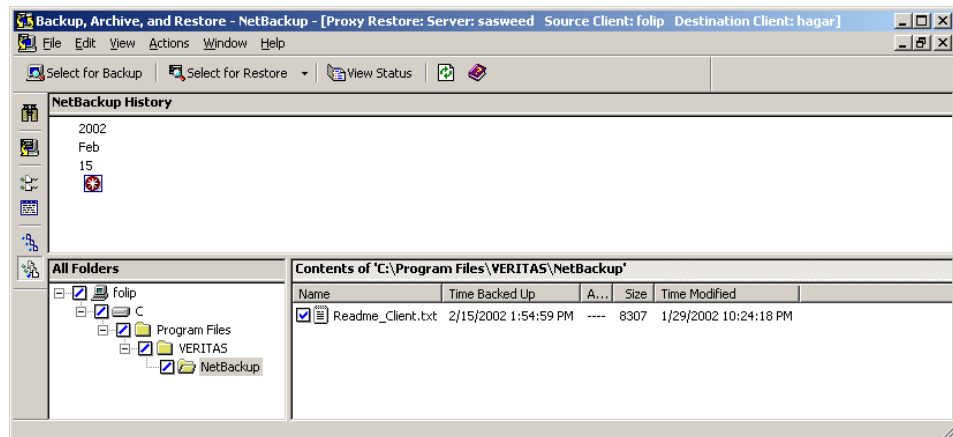 Backup, Archive, and Restore - NetBackup - [Proxy Restore: Server: sasweed   Source Client: folip   Destination Client: hagar]
File   Edit   View   Actions   Window   Help
Select for Backup   Select for Restore   View Status
NetBackup History
2002
Feb
15
All Folders   Contents of 'C:\Program Files\VERITAS\NetBackup'
folip   Name   Time Backed Up   A...   Size   Time Modified
C   Readme_Client.txt   2/15/2002 1:54:59 PM   ----   8307   1/29/2002 10:24:18 PM
Program Files
VERITAS
NetBackup